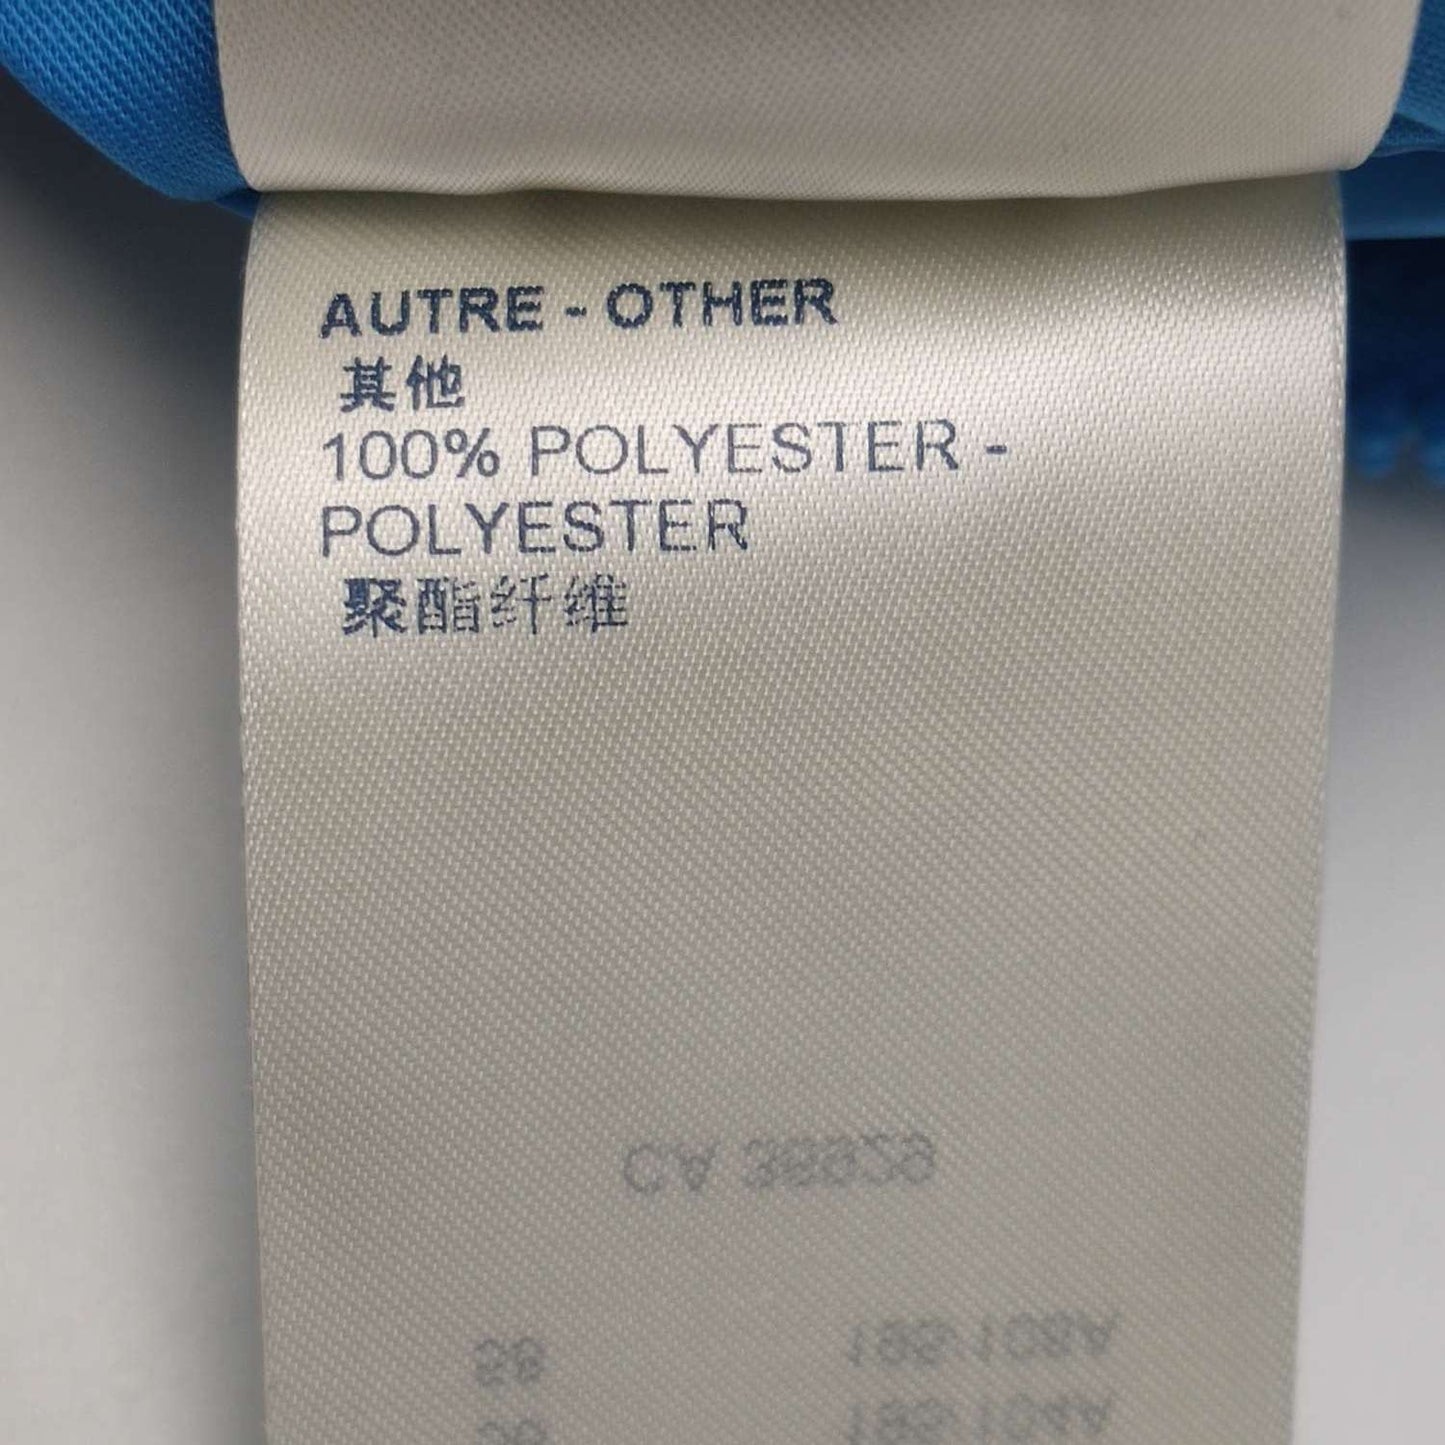 AUTRE - OTHER
其他
100% POLYESTER -
POLYESTER
聚酯纤维